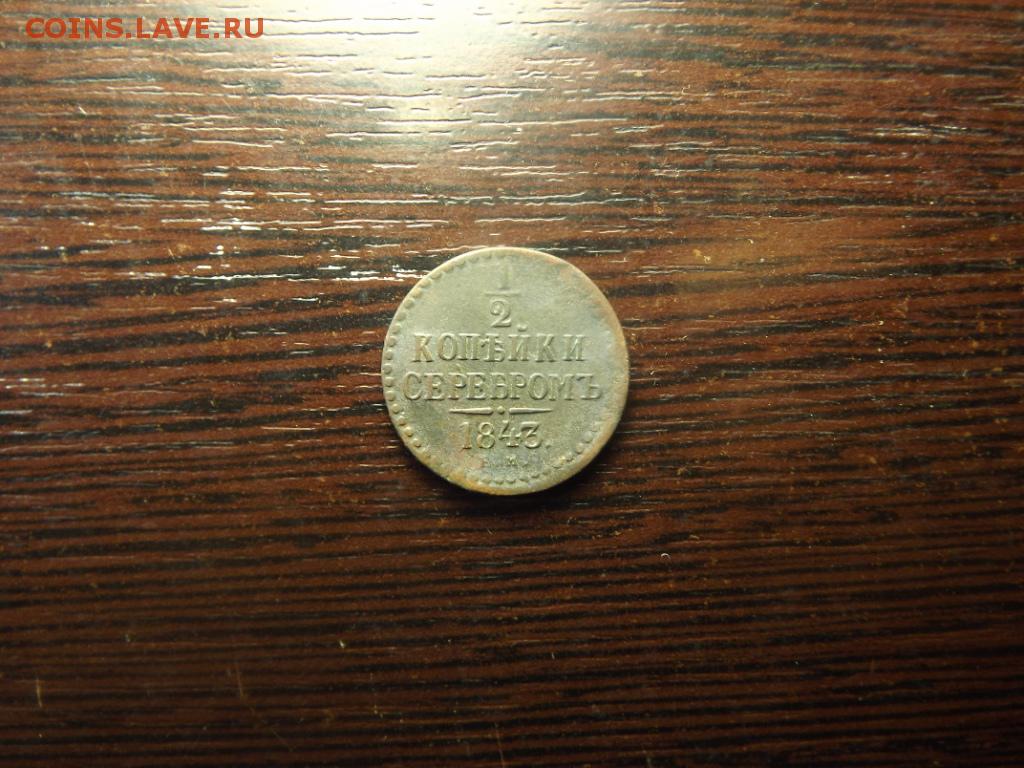 COINS.LAVE.RU
1
2
КОПѢЙКИ
СЕРЕБРОМЪ
1843.